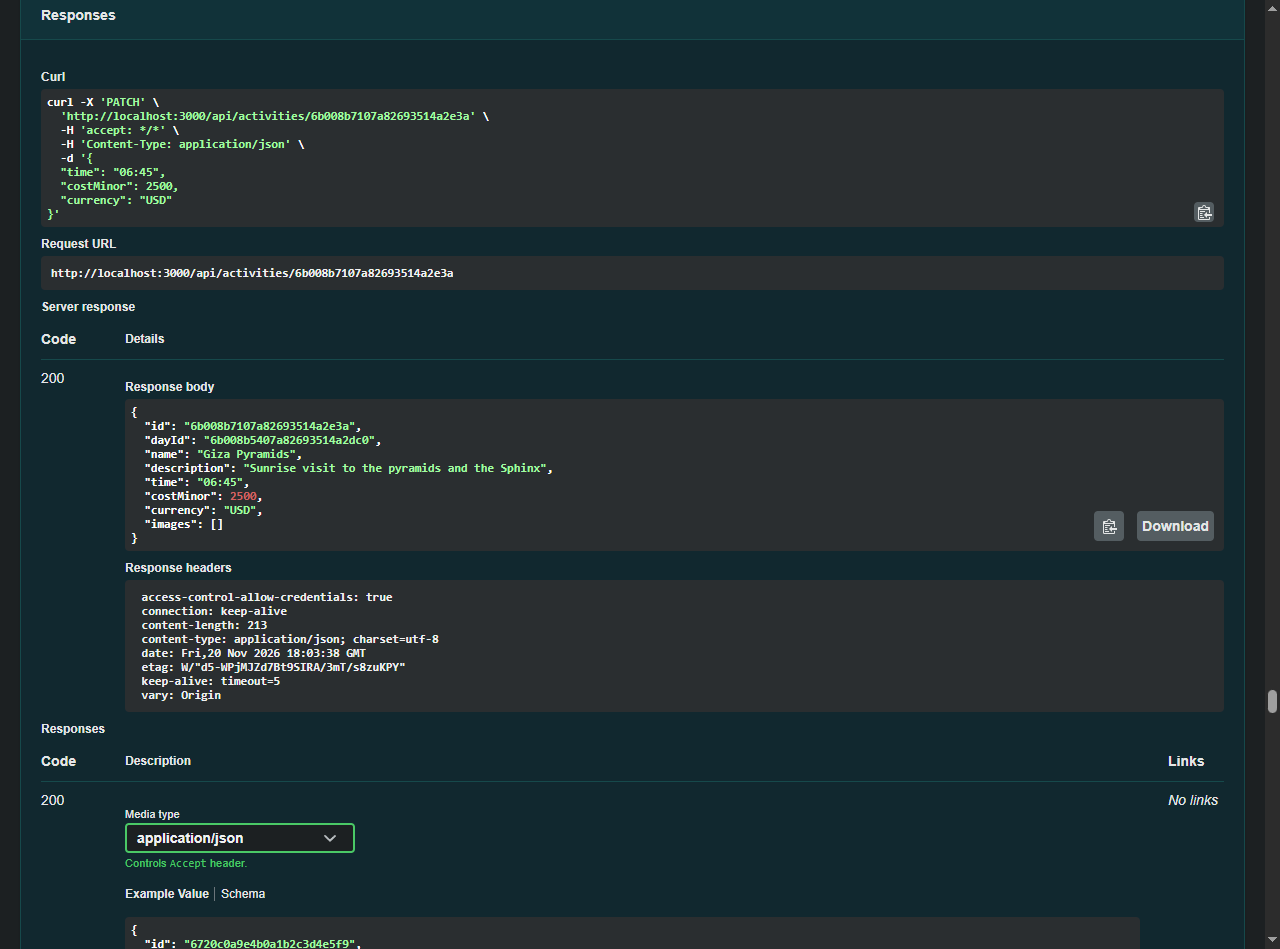 Responses
Curl
curl -X 'PATCH' \
  'http://localhost:3000/api/activities/6b008b7107a82693514a2e3a' \
  -H 'accept: */*' \
  -H 'Content-Type: application/json' \
  -d '{
  "time": "06:45",
  "costMinor": 2500,
  "currency": "USD"
}'
Request URL
http://localhost:3000/api/activities/6b008b7107a82693514a2e3a
Server response
Code Details
200
Response body
{
  "id": "6b008b7107a82693514a2e3a",
  "dayId": "6b008b5407a82693514a2dc0",
  "name": "Giza Pyramids",
  "description": "Sunrise visit to the pyramids and the Sphinx",
  "time": "06:45",
  "costMinor": 2500,
  "currency": "USD",
  "images": []
}
Download
Response headers
access-control-allow-credentials: true
connection: keep-alive
content-length: 213
content-type: application/json; charset=utf-8
date: Fri,20 Nov 2026 18:03:38 GMT
etag: W/"d5-WPjMJZd7Bt9SIRA/3mT/s8zuKPY"
keep-alive: timeout=5
vary: Origin
Responses
Code Description Links
200 No links
Media type
application/json
Controls Accept header.
Example Value Schema
{
  "id": "6720c0a9e4b0a1b2c3d4e5f9",